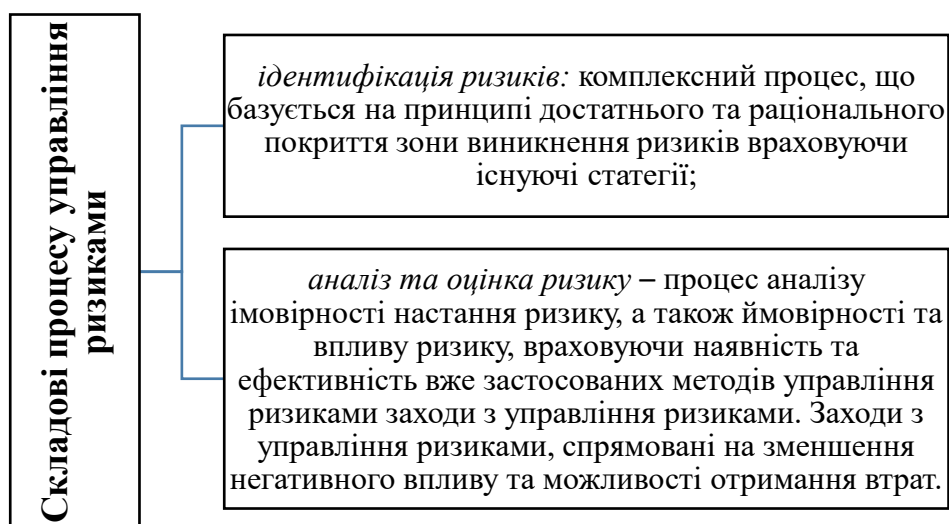 Складові процесу управління
ризиками
ідентифікація ризиків: комплексний процес, що
базується на принципі достатнього та раціонального
покриття зони виникнення ризиків враховуючи
існуючі статегії;
аналіз та оцінка ризику – процес аналізу
імовірності настання ризику, а також ймовірності та
впливу ризику, враховуючи наявність та
ефективність вже застосованих методів управління
ризиками заходи з управління ризиками. Заходи з
управління ризиками, спрямовані на зменшення
негативного впливу та можливості отримання втрат.